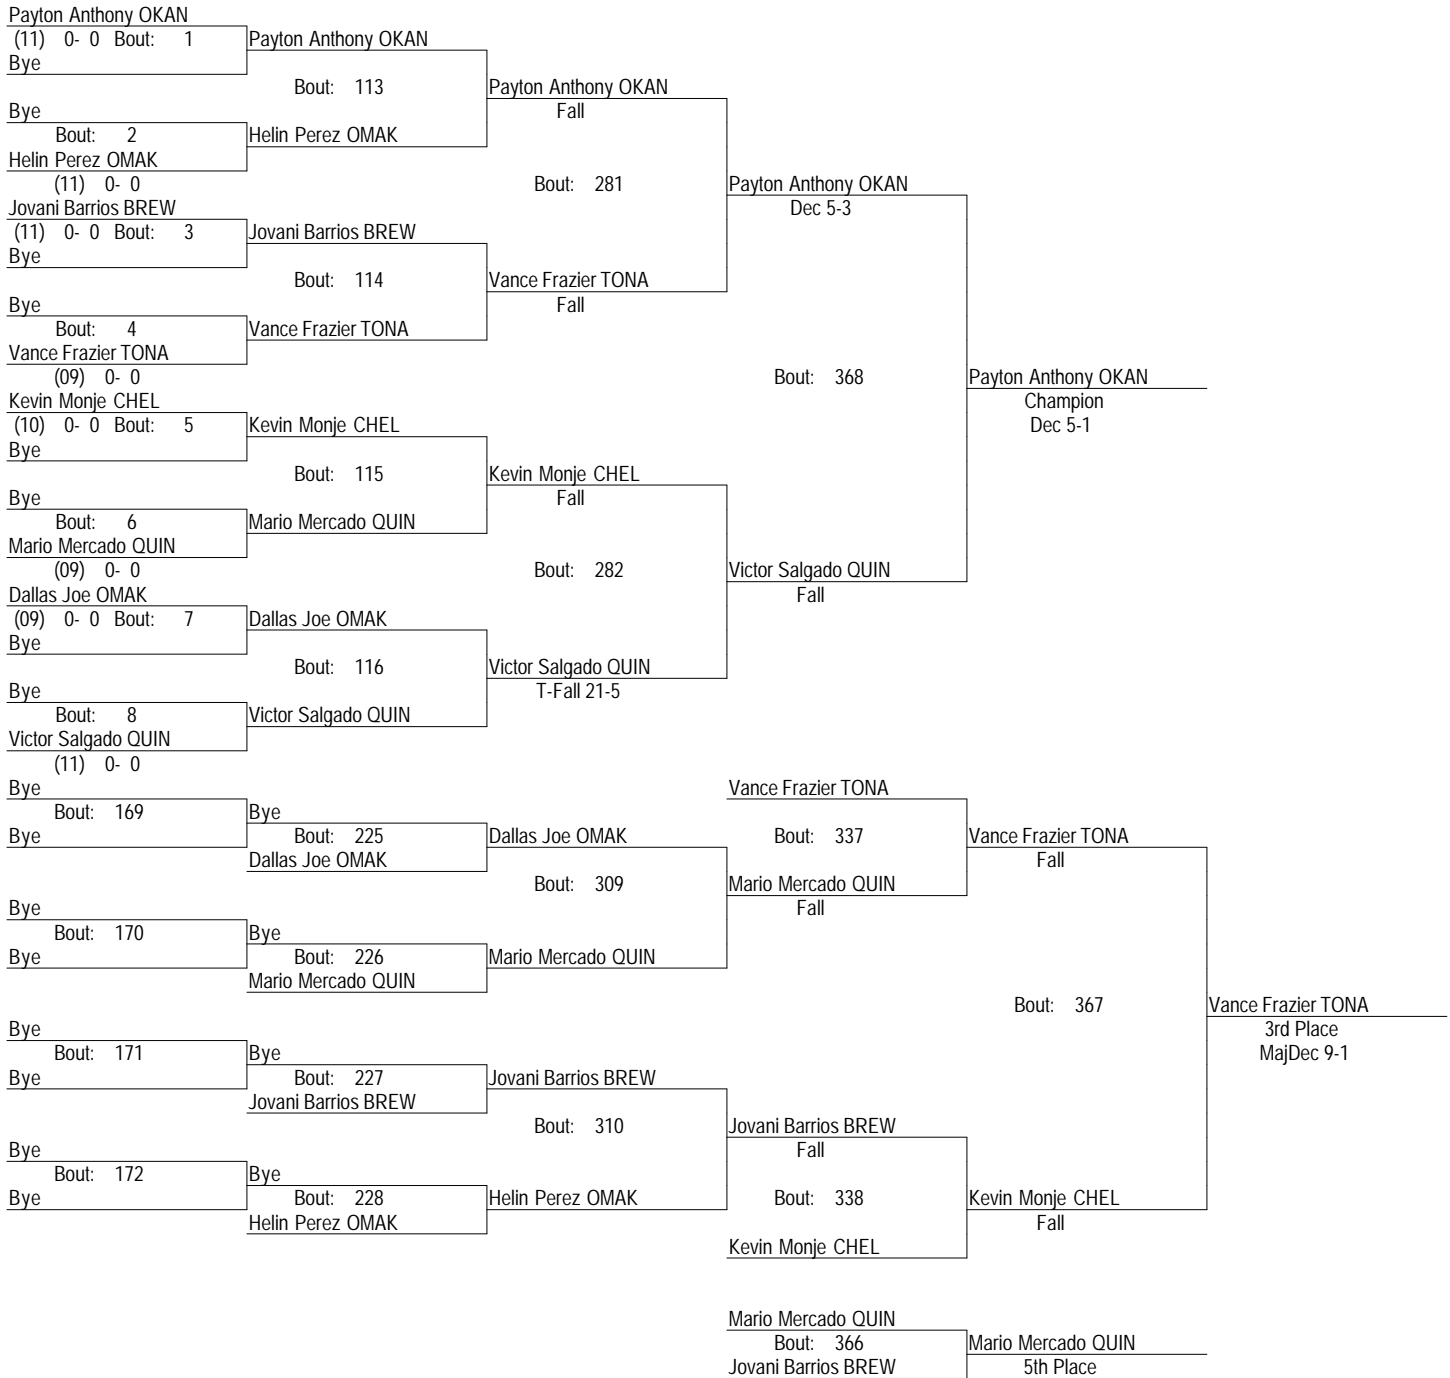 Payton Anthony OKAN
(11) 0- 0 Bout: 1 Payton Anthony OKAN
Bye
Bout: 113 Payton Anthony OKAN
Bye Fall
Bout: 2 Helin Perez OMAK
Helin Perez OMAK
(11) 0- 0 Bout: 281 Payton Anthony OKAN
Jovani Barrios BREW Dec 5-3
(11) 0- 0 Bout: 3 Jovani Barrios BREW
Bye
Bout: 114 Vance Frazier TONA
Bye Fall
Bout: 4 Vance Frazier TONA
Vance Frazier TONA
(09) 0- 0 Bout: 368 Payton Anthony OKAN
Kevin Monje CHEL Champion
(10) 0- 0 Bout: 5 Kevin Monje CHEL Dec 5-1
Bye
Bout: 115 Kevin Monje CHEL
Bye Fall
Bout: 6 Mario Mercado QUIN
Mario Mercado QUIN
(09) 0- 0 Bout: 282 Victor Salgado QUIN
Dallas Joe OMAK Fall
(09) 0- 0 Bout: 7 Dallas Joe OMAK
Bye
Bout: 116 Victor Salgado QUIN
Bye T-Fall 21-5
Bout: 8 Victor Salgado QUIN
Victor Salgado QUIN
(11) 0- 0
Bye Vance Frazier TONA
Bout: 169 Bye
Bye Bout: 225 Dallas Joe OMAK Bout: 337 Vance Frazier TONA
Dallas Joe OMAK Fall
Bout: 309 Mario Mercado QUIN
Bye Fall
Bout: 170 Bye
Bye Bout: 226 Mario Mercado QUIN
Mario Mercado QUIN
Bout: 367 Vance Frazier TONA
Bye 3rd Place
Bout: 171 Bye MajDec 9-1
Bye Bout: 227 Jovani Barrios BREW
Jovani Barrios BREW
Bout: 310 Jovani Barrios BREW
Bye Fall
Bout: 172 Bye
Bye Bout: 228 Helin Perez OMAK Bout: 338 Kevin Monje CHEL
Helin Perez OMAK Fall
Kevin Monje CHEL
Mario Mercado QUIN
Bout: 366 Mario Mercado QUIN
Jovani Barrios BREW 5th Place